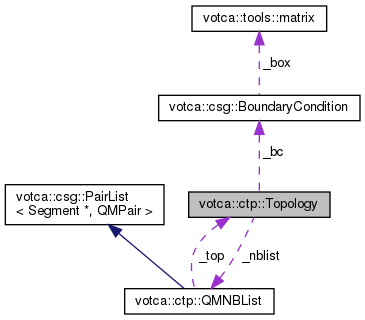 votca::tools::matrix
_box
votca::csg::BoundaryCondition
_bc
votca::csg::PairList
< Segment *, QMPair >
votca::ctp::Topology
_top
_nblist
votca::ctp::QMNBList